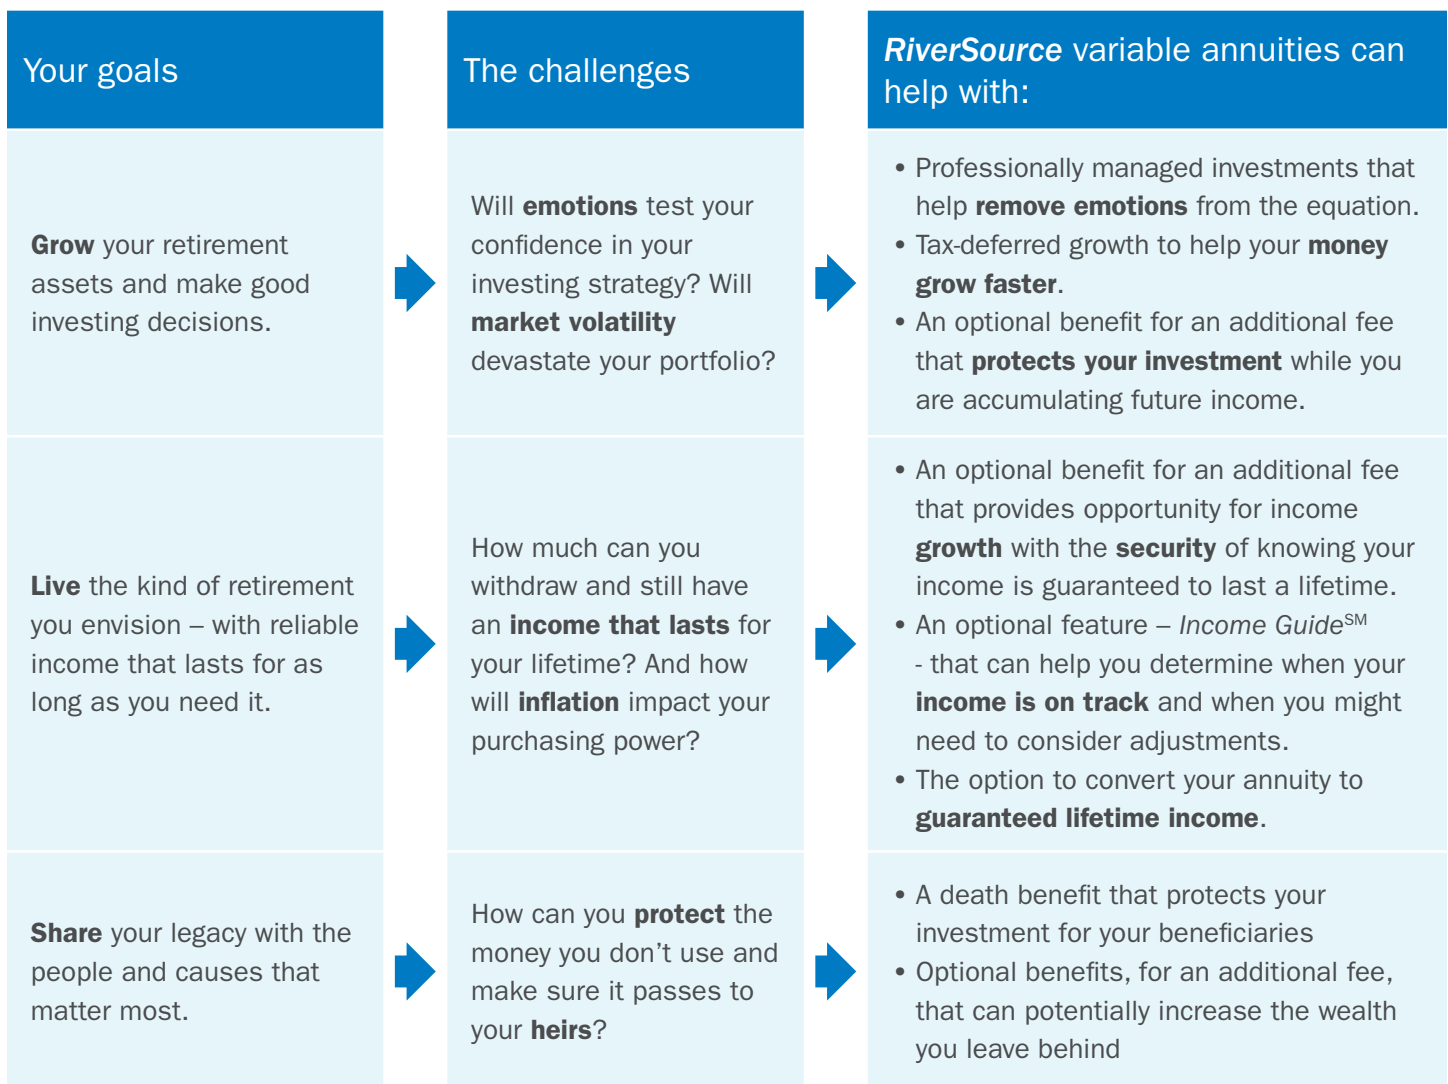 Your goals
The challenges
RiverSource variable annuities can
help with:
Grow your retirement
assets and make good
investing decisions.
Will emotions test your
confidence in your
investing strategy? Will
market volatility
devastate your portfolio?
• Professionally managed investments that
help remove emotions from the equation.
• Tax-deferred growth to help your money
grow faster.
• An optional benefit for an additional fee
that protects your investment while you
are accumulating future income.
Live the kind of retirement
you envision – with reliable
income that lasts for as
long as you need it.
How much can you
withdraw and still have
an income that lasts for
your lifetime? And how
will inflation impact your
purchasing power?
• An optional benefit for an additional fee
that provides opportunity for income
growth with the security of knowing your
income is guaranteed to last a lifetime.
• An optional feature – Income Guide℠
- that can help you determine when your
income is on track and when you might
need to consider adjustments.
• The option to convert your annuity to
guaranteed lifetime income.
Share your legacy with the
people and causes that
matter most.
How can you protect the
money you don’t use and
make sure it passes to
your heirs?
• A death benefit that protects your
investment for your beneficiaries
• Optional benefits, for an additional fee,
that can potentially increase the wealth
you leave behind